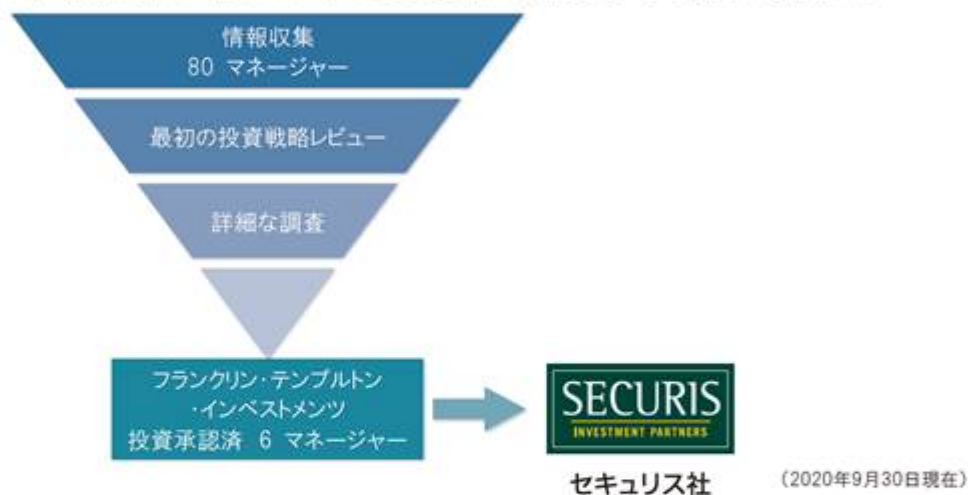 情報収集
80 マネージャー
最初の投資戦略レビュー
詳細な調査
フランクリン・テンプルトン
・インベストメンツ
投資承認済 6 マネージャー
SECURIS
INVESTMENT PARTNERS
セキュリス社
(2020年9月30日現在)